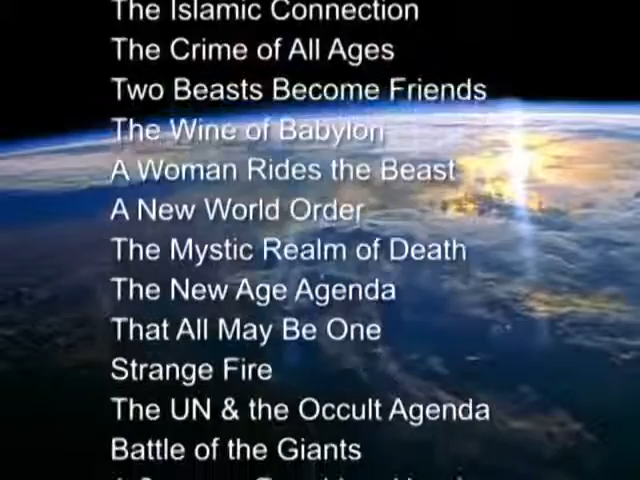 The Islamic Connection
The Crime of All Ages
Two Beasts Become Friends
The Wine of Babylon
A Woman Rides the Beast
A New World Order
The Mystic Realm of Death
The New Age Agenda
That All May Be One
Strange Fire
The UN & the Occult Agenda
Battle of the Giants